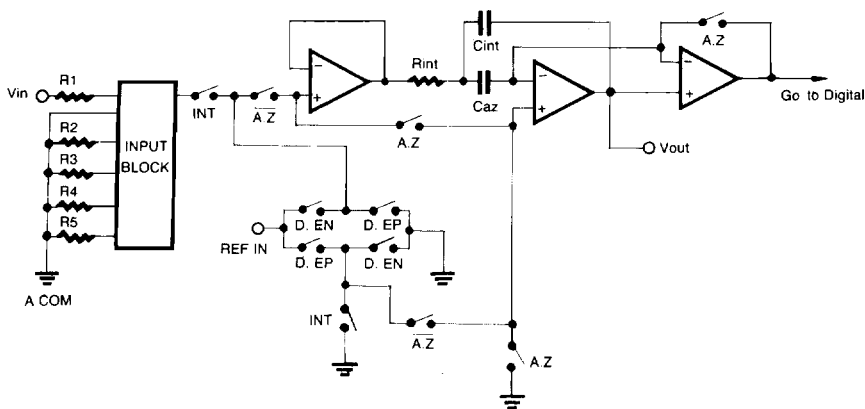 A.Z
Cint
Rint
R1
Vin
INT
A.Z
Caz
Go to Digital
R2
INPUT
BLOCK
R3
R4
R5
A.Z
Vout
D. EN
D. EP
REF IN
D. EP
D. EN
A COM
INT
A.Z
A.Z